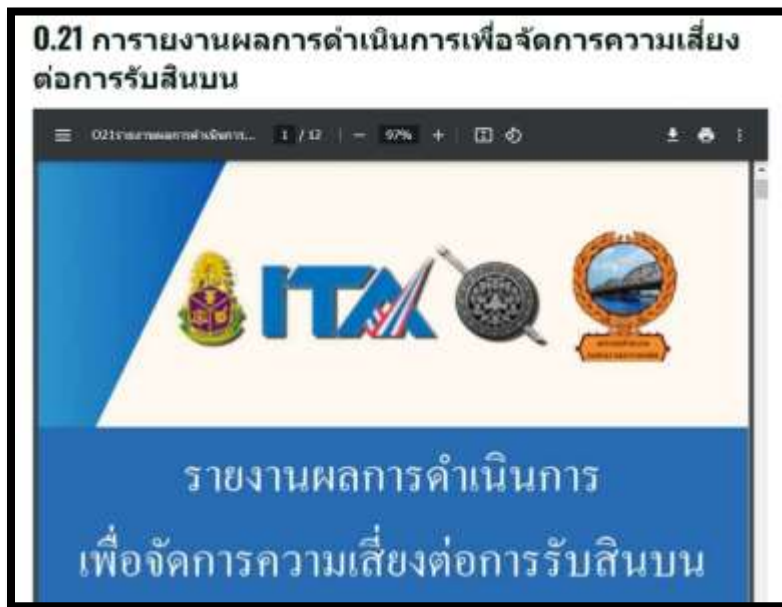 0.21 การายงานผลการดำเนินการเพื่อจัดการความเสี่ยง
ต่อการรับสินบน
1 / 12 | − 97% +
ITA
รายงานผลการดำเนินการ
เพื่อจัดการความเสี่ยงต่อการรับสินบน